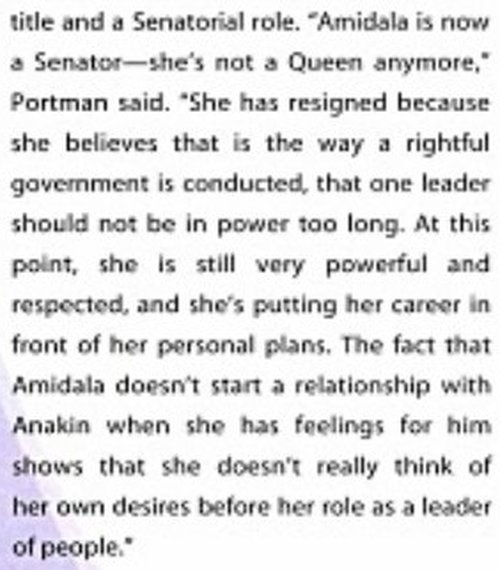 title and a Senatorial role. "Amidala is now
a Senator—she's not a Queen anymore,"
Portman said. "She has resigned because
she believes that is the way a rightful
government is conducted, that one leader
should not be in power too long. At this
point, she is still very powerful and
respected, and she's putting her career in
front of her personal plans. The fact that
Amidala doesn't start a relationship with
Anakin when she has feelings for him
shows that she doesn't really think of
her own desires before her role as a leader
of people."